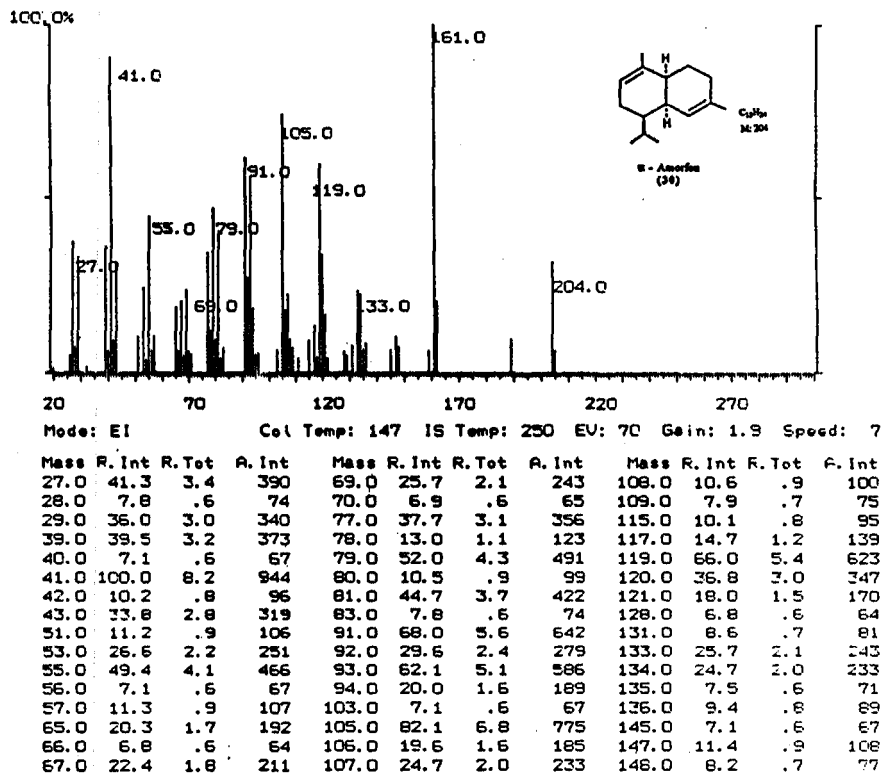 100.0%
161.0
41.0
H
C15H24
M: 204
105.0
H
91.0
119.0
α - Amorfen
(30)
55.0
79.0
27.0
69.0
133.0
204.0
20 70 120 170 220 270
Mode: EI Col Temp: 147 IS Temp: 250 EV: 70 Gain: 1.9 Speed: 7
Mass R.Int R.Tot A.Int Mass R.Int R.Tot A.Int Mass R.Int R.Tot A.Int
27.0 41.3 3.4 390 69.0 25.7 2.1 243 108.0 10.6 .9 100
28.0 7.8 .6 74 70.0 6.9 .6 65 109.0 7.9 .7 75
29.0 36.0 3.0 340 77.0 37.7 3.1 356 115.0 10.1 .8 95
39.0 39.5 3.2 373 78.0 13.0 1.1 123 117.0 14.7 1.2 139
40.0 7.1 .6 67 79.0 52.0 4.3 491 119.0 66.0 5.4 623
41.0 100.0 8.2 944 80.0 10.5 .9 99 120.0 36.8 3.0 347
42.0 10.2 .8 96 81.0 44.7 3.7 422 121.0 18.0 1.5 170
43.0 33.8 2.8 319 83.0 7.8 .6 74 128.0 6.8 .6 64
51.0 11.2 .9 106 91.0 68.0 5.6 642 131.0 8.6 .7 81
53.0 26.6 2.2 251 92.0 29.6 2.4 279 133.0 25.7 2.1 243
55.0 49.4 4.1 466 93.0 62.1 5.1 586 134.0 24.7 2.0 233
56.0 7.1 .6 67 94.0 20.0 1.6 189 135.0 7.5 .6 71
57.0 11.3 .9 107 103.0 7.1 .6 67 136.0 9.4 .8 89
65.0 20.3 1.7 192 105.0 82.1 6.8 775 145.0 7.1 .6 67
66.0 6.8 .6 64 106.0 19.6 1.6 185 147.0 11.4 .9 108
67.0 22.4 1.8 211 107.0 24.7 2.0 233 148.0 8.2 .7 77